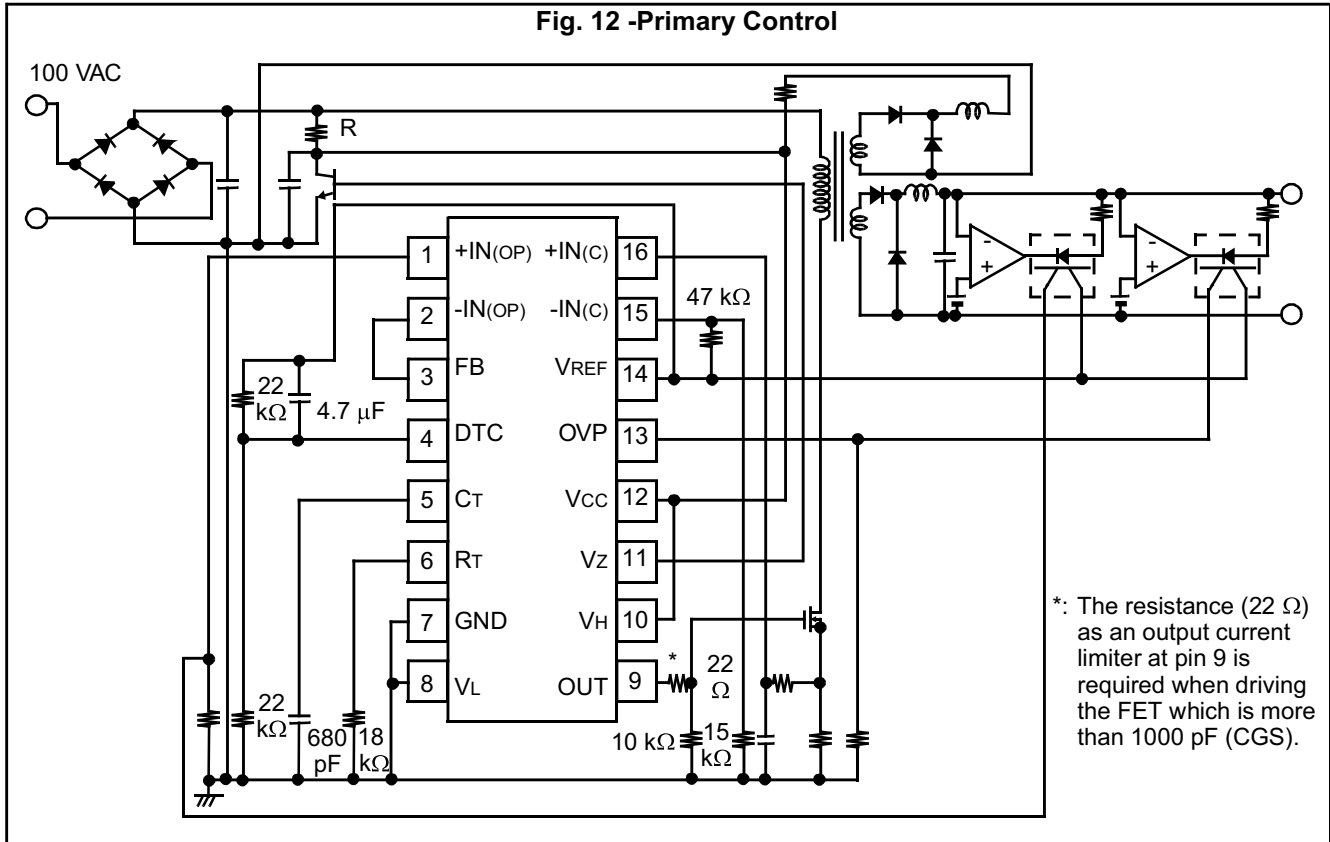 Fig. 12 -Primary Control
100 VAC
R
1 +IN(OP) +IN(C) 16
47 kΩ
2 -IN(OP) -IN(C) 15
3 FB VREF 14
22
kΩ 4.7 μF
4 DTC OVP 13
5 CT VCC 12
6 RT VZ 11
7 GND VH 10
8 VL OUT 9
* 22
Ω
22
kΩ
680
pF
18
kΩ
10 kΩ
15
kΩ
- +
- +
*: The resistance (22 Ω)
as an output current
limiter at pin 9 is
required when driving
the FET which is more
than 1000 pF (CGS).